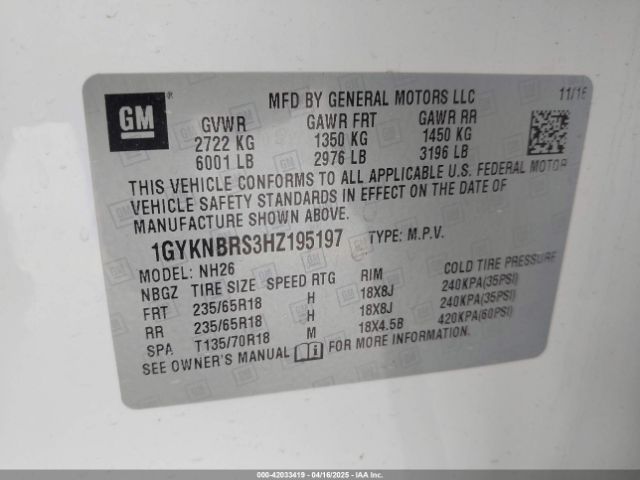 GM
MFD BY GENERAL MOTORS LLC 11/16
GVWR GAWR FRT GAWR RR
2722 KG 1350 KG 1450 KG
6001 LB 2976 LB 3196 LB
THIS VEHICLE CONFORMS TO ALL APPLICABLE U.S. FEDERAL MOTOR
VEHICLE SAFETY STANDARDS IN EFFECT ON THE DATE OF
MANUFACTURE SHOWN ABOVE.
1GYKNBRS3HZ195197 TYPE: M.P.V.
MODEL: NH26
NBGZ TIRE SIZE SPEED RTG RIM COLD TIRE PRESSURE
FRT 235/65R18 H 18X8J 240KPA(35PSI)
RR 235/65R18 H 18X8J 240KPA(35PSI)
SPA T135/70R18 M 18X4.5B 420KPA(60PSI)
SEE OWNER'S MANUAL FOR MORE INFORMATION.
000-42033419 - 04/16/2025 - IAA Inc.